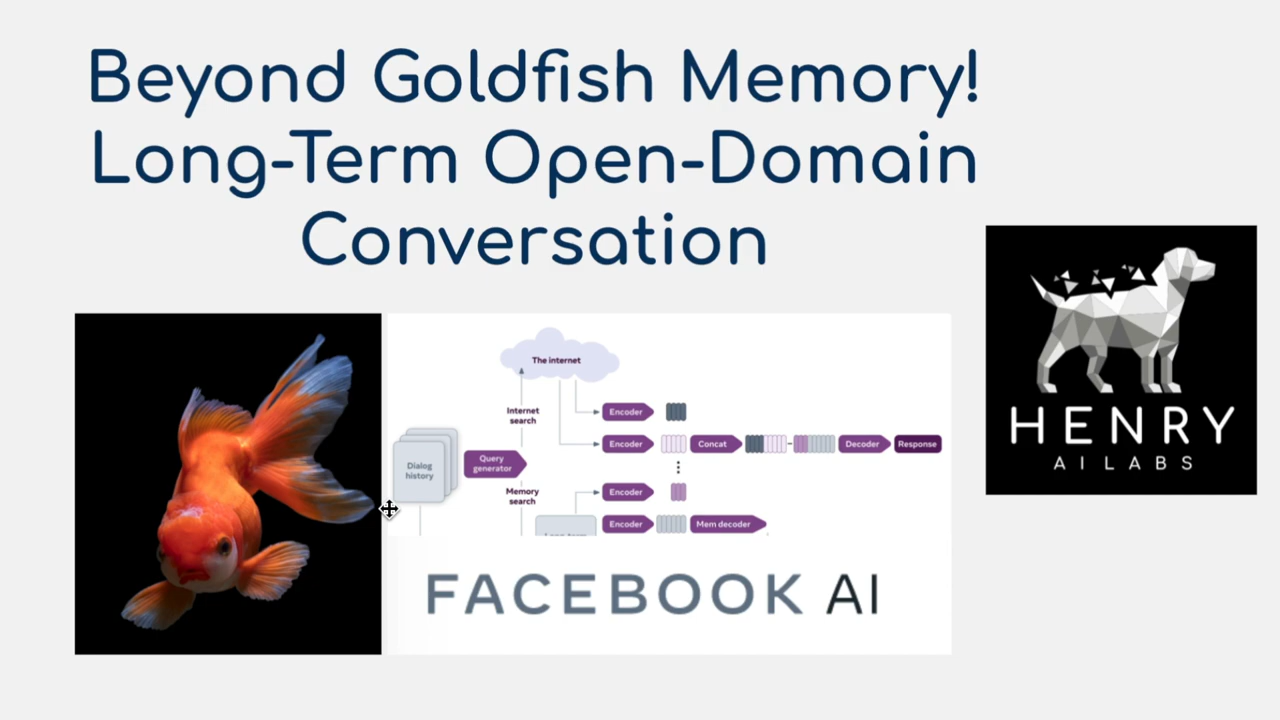 Beyond Goldfish Memory!
Long-Term Open-Domain
Conversation
The internet
Internet
search
Encoder
Encoder
Concat
Decoder
Response
Dialog
history
Query
generator
Memory
search
Encoder
Encoder
Mem decoder
FACEBOOK AI
HENRY
AI LABS